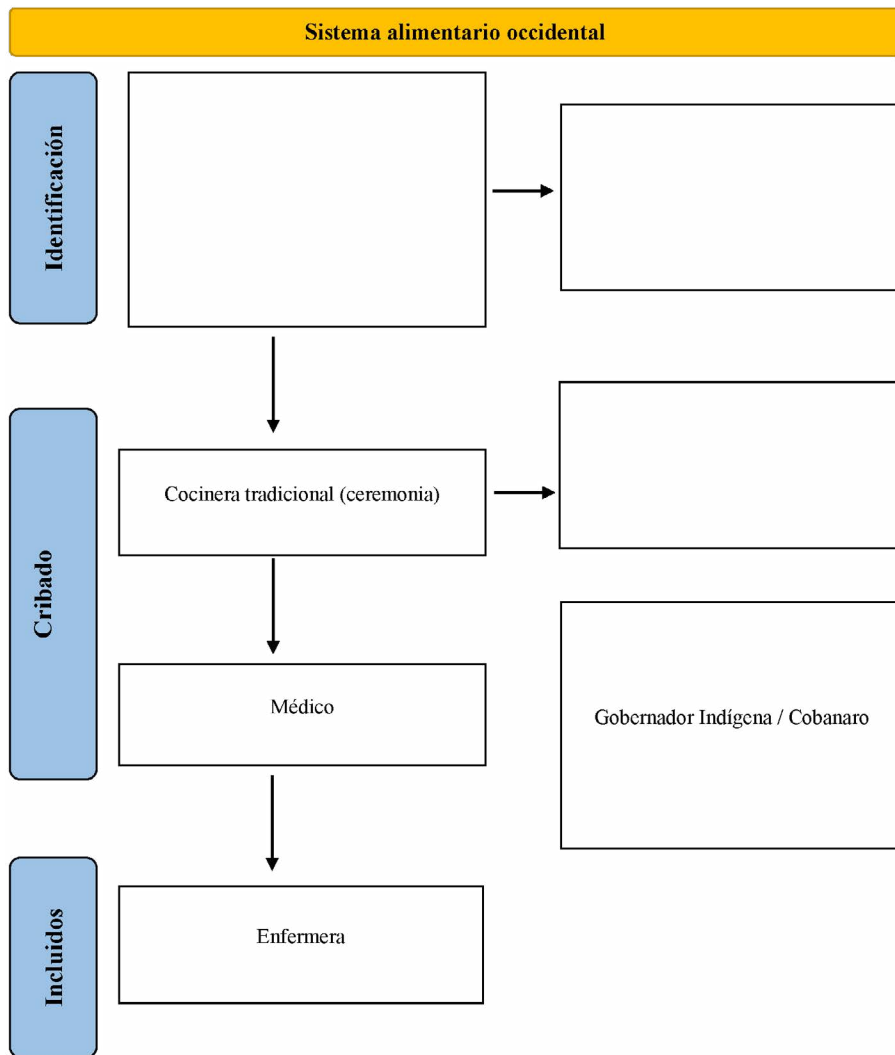 Sistema alimentario occidental
Identificación
Cribado
Cocinera tradicional (ceremonia)
Médico
Gobernador Indígena / Cobanaro
Incluidos
Enfermera